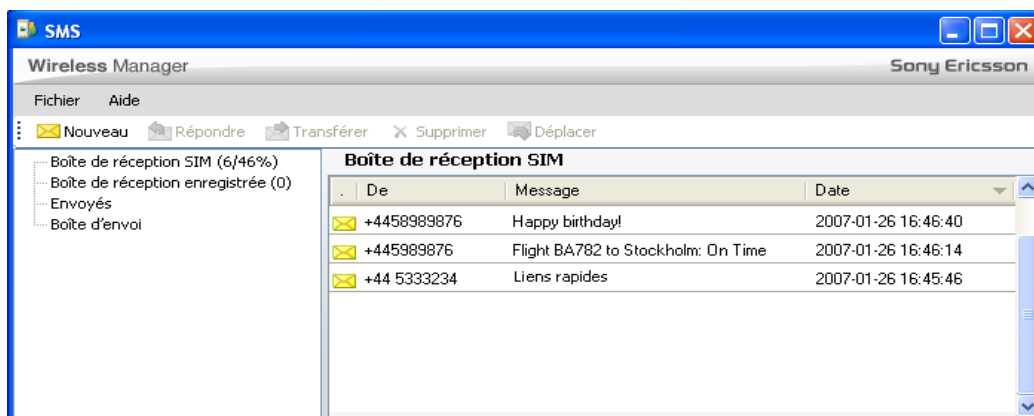 SMS
Wireless Manager Sony Ericsson
Fichier Aide
Nouveau Répondre Transférer Supprimer Déplacer
Boîte de réception SIM (6/46%)
Boîte de réception enregistrée (0)
Envoyés
Boîte d'envoi
Boîte de réception SIM
. De Message Date
+4458989876 Happy birthday! 2007-01-26 16:46:40
+445989876 Flight BA782 to Stockholm: On Time 2007-01-26 16:46:14
+44 5333234 Liens rapides 2007-01-26 16:45:46